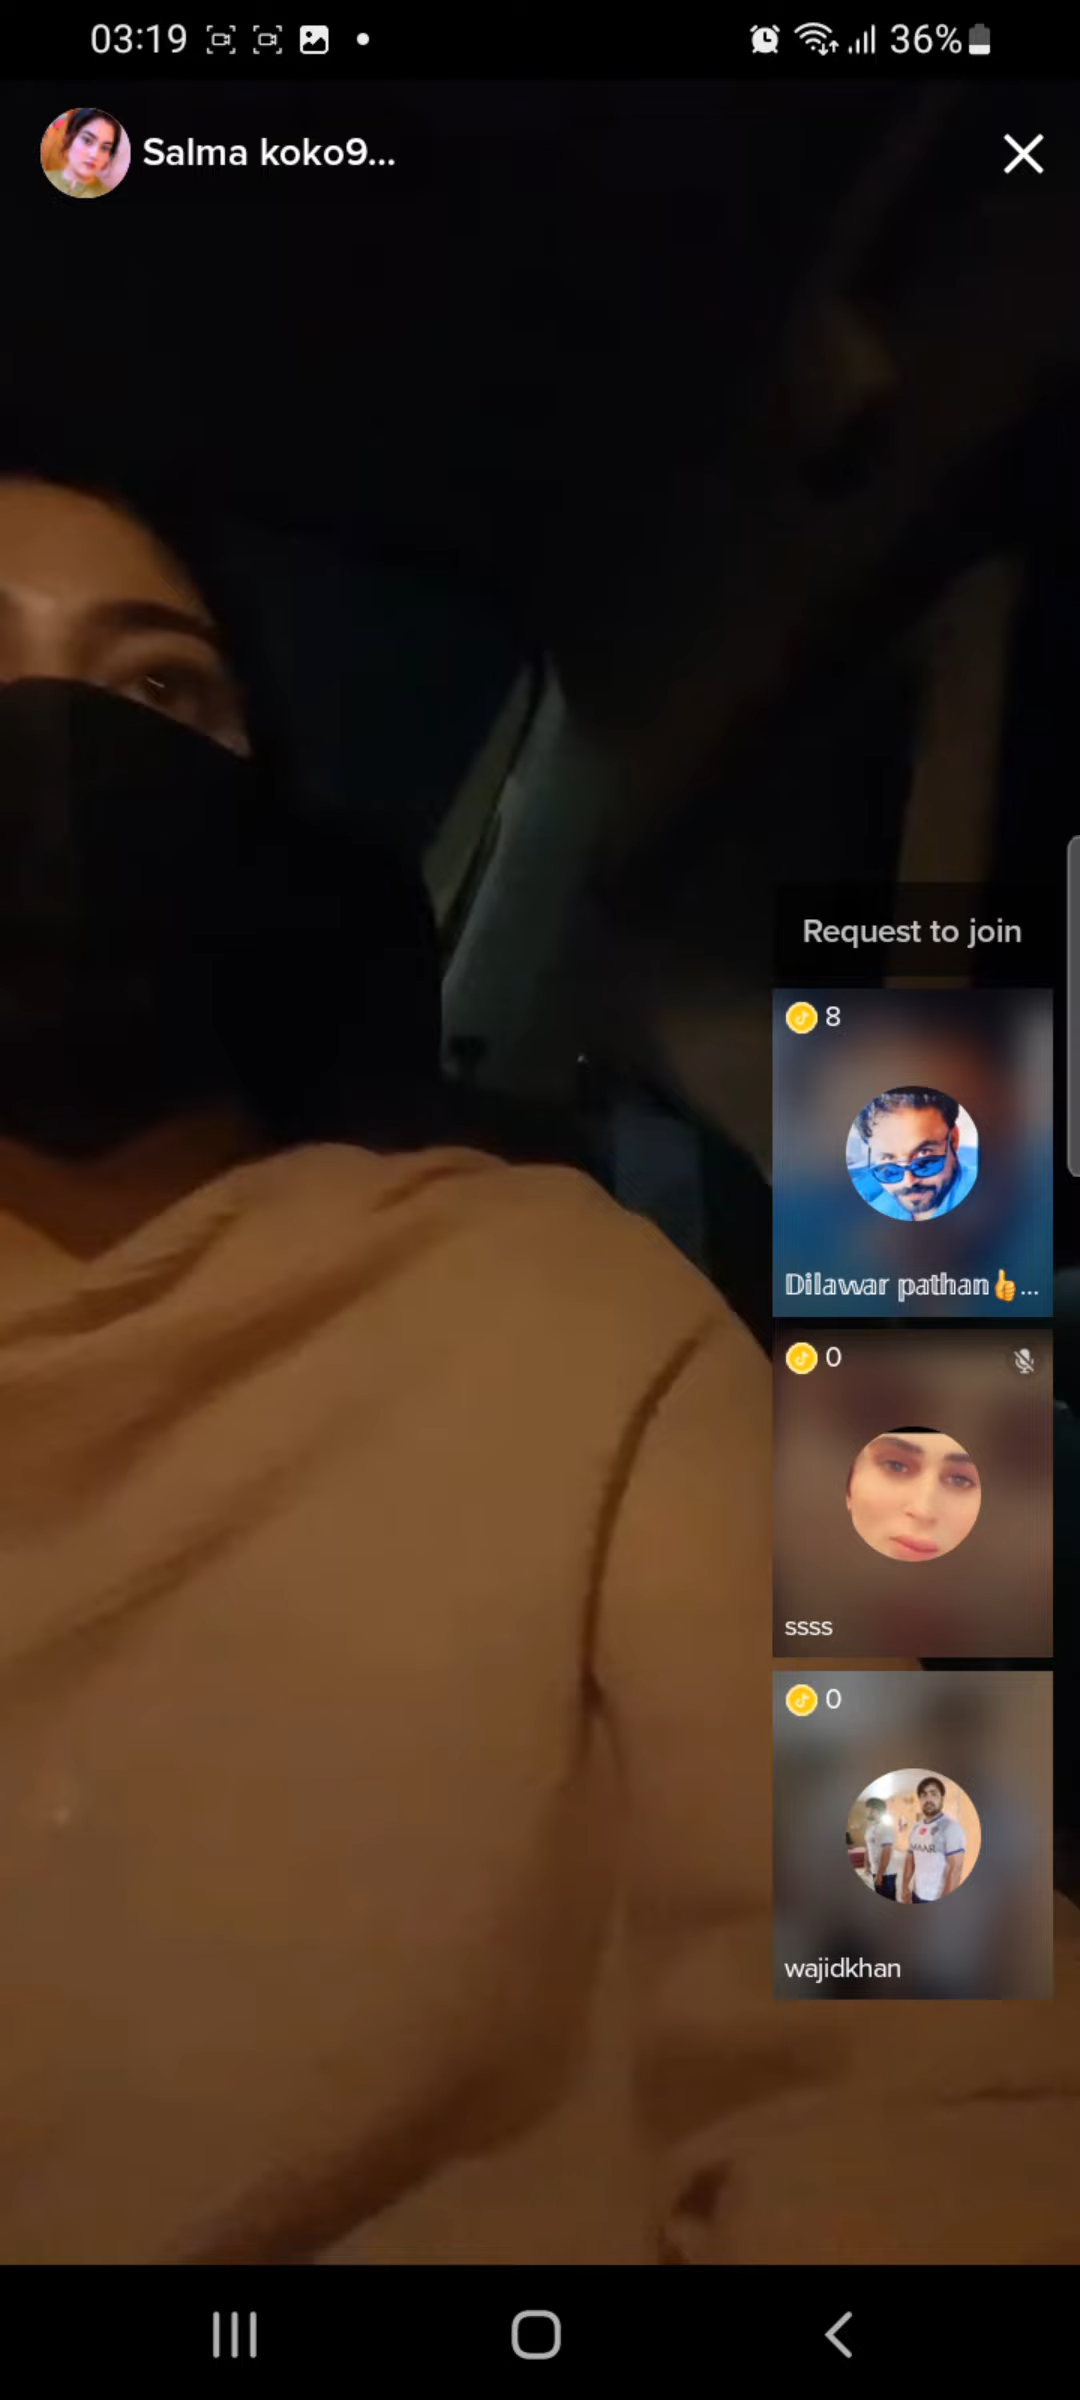 03:19
36%
Salma koko9...
Request to join
8
Dilawar pathan👍...
0
ssss
0
wajidkhan